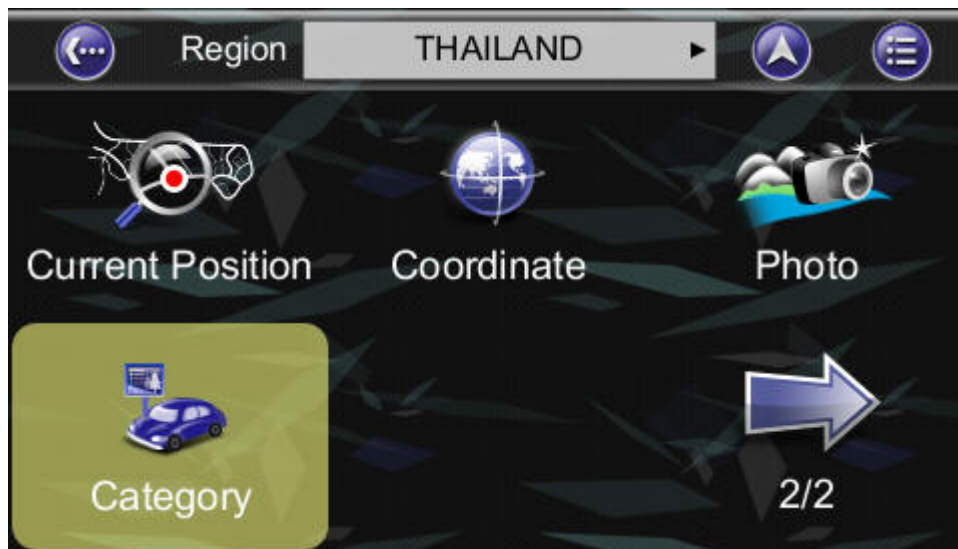 Region THAILAND
Current Position Coordinate Photo
Category 2/2